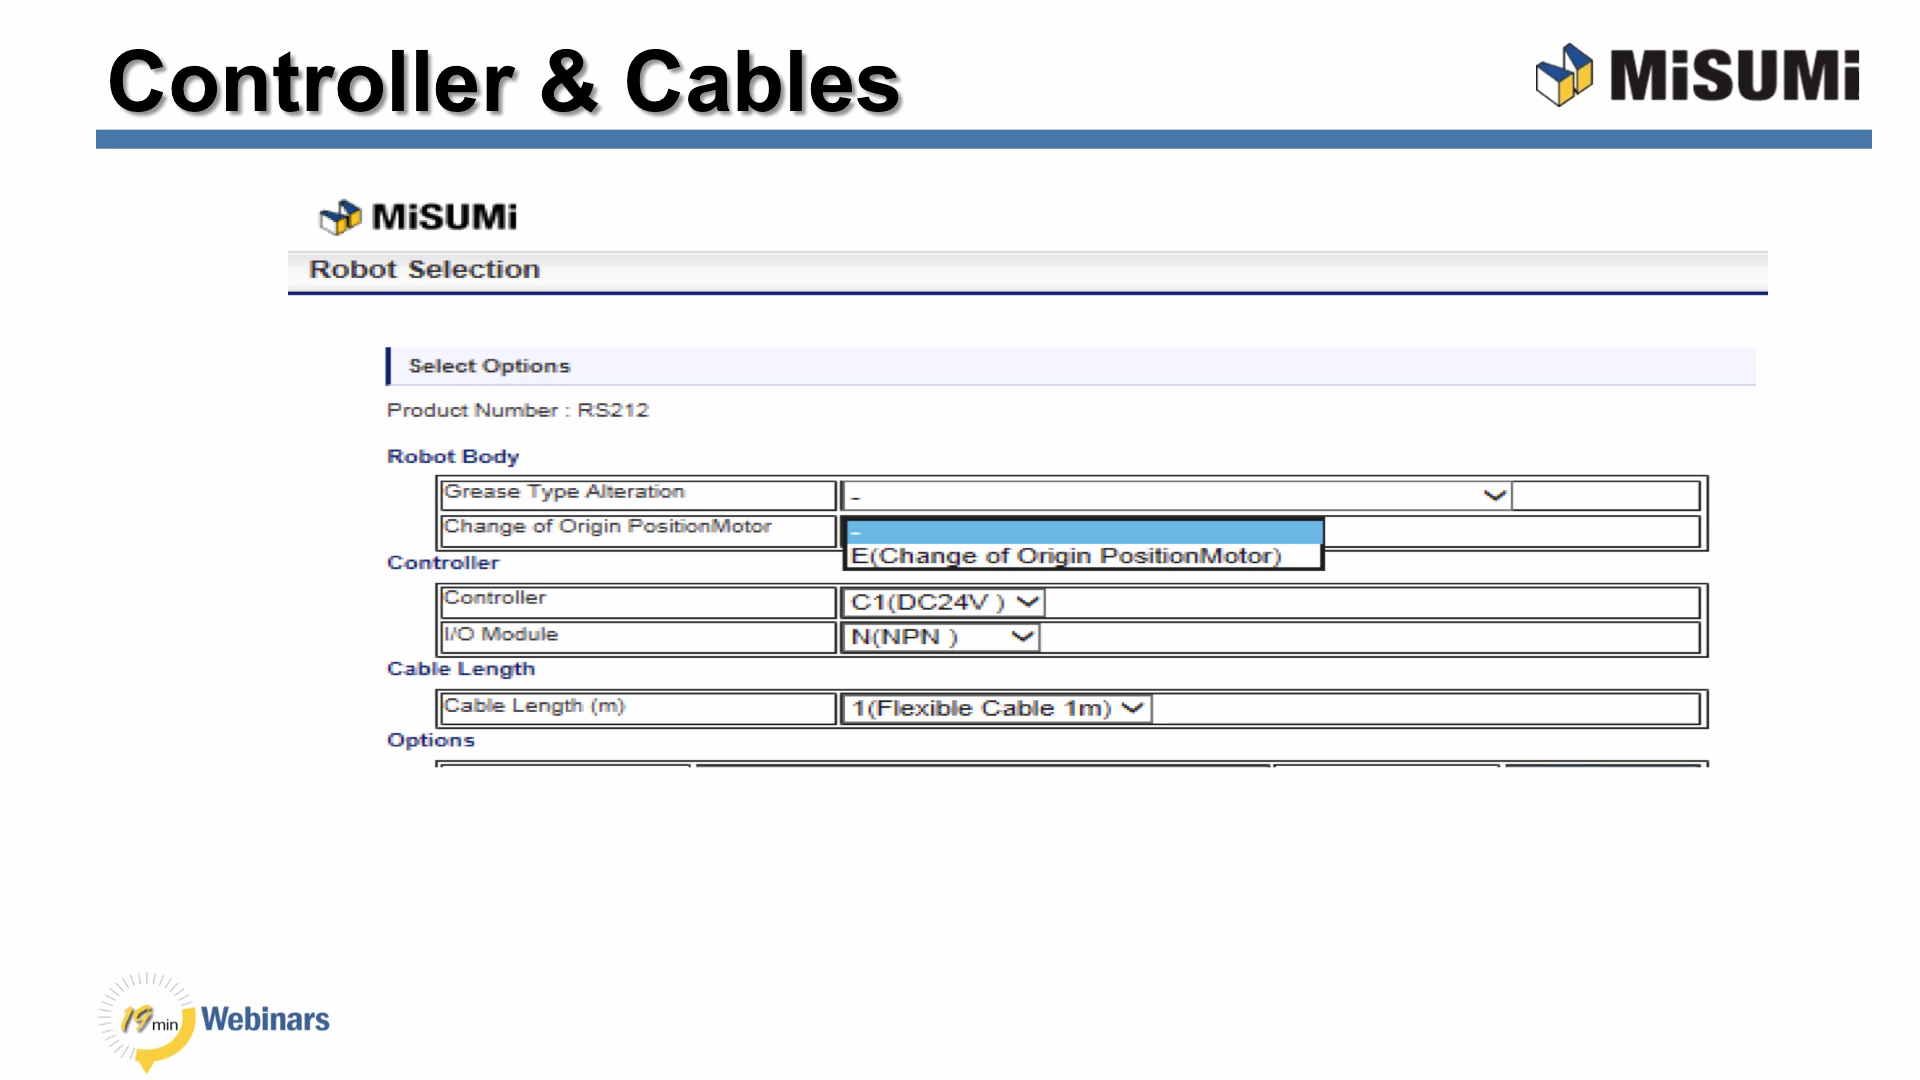 Controller & Cables
MiSUMi
MiSUMi
Robot Selection
Select Options
Product Number : RS212
Robot Body
Grease Type Alteration -
Change of Origin PositionMotor -
E(Change of Origin PositionMotor)
Controller
Controller C1(DC24V )
I/O Module N(NPN )
Cable Length
Cable Length (m) 1(Flexible Cable 1m)
Options
19 min Webinars